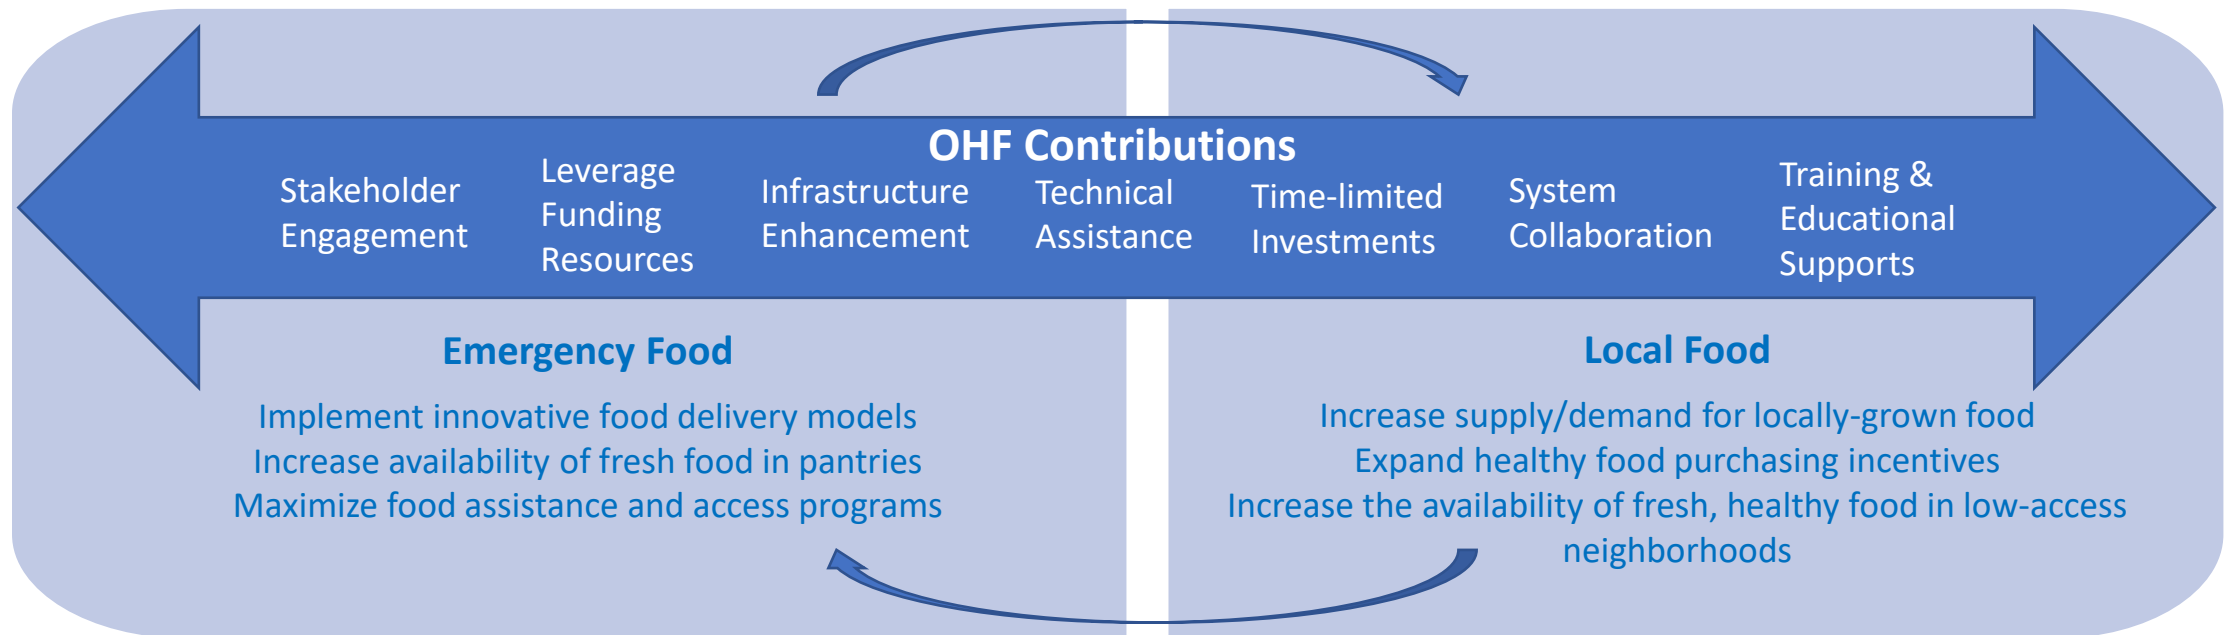 OHF Contributions
Stakeholder
Engagement
Leverage
Funding
Resources
Infrastructure
Enhancement
Technical
Assistance
Time-limited
Investments
System
Collaboration
Training &
Educational
Supports
Emergency Food
Implement innovative food delivery models
Increase availability of fresh food in pantries
Maximize food assistance and access programs
Local Food
Increase supply/demand for locally-grown food
Expand healthy food purchasing incentives
Increase the availability of fresh, healthy food in low-access
neighborhoods